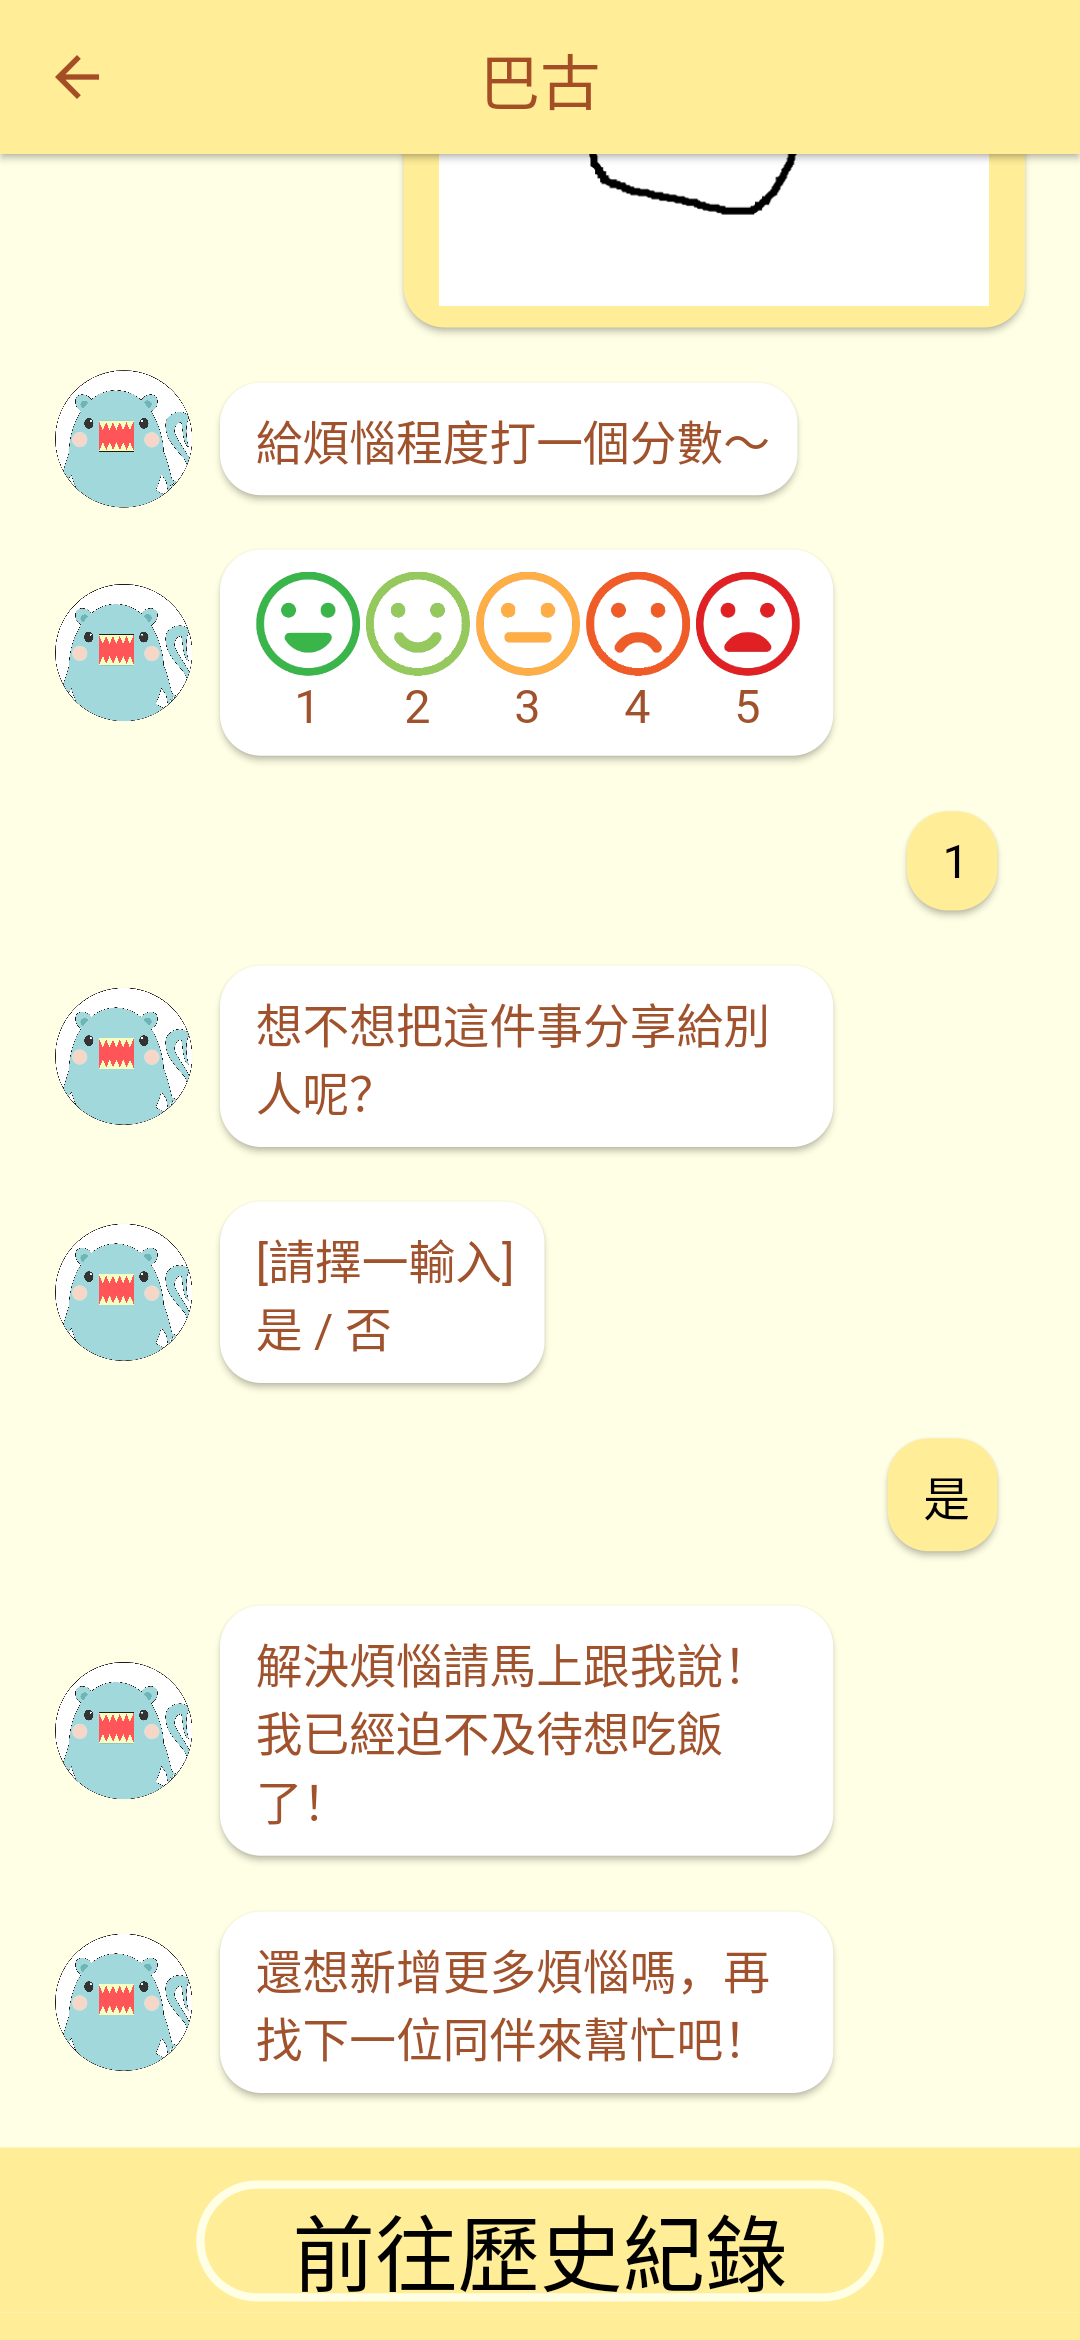 巴古
給煩惱程度打一個分數～
1 2 3 4 5
1
想不想把這件事分享給別
人呢？
[請擇一輸入]
是 / 否
是
解決煩惱請馬上跟我說！
我已經迫不及待想吃飯
了！
還想新增更多煩惱嗎，再
找下一位同伴來幫忙吧！
前往歷史紀錄